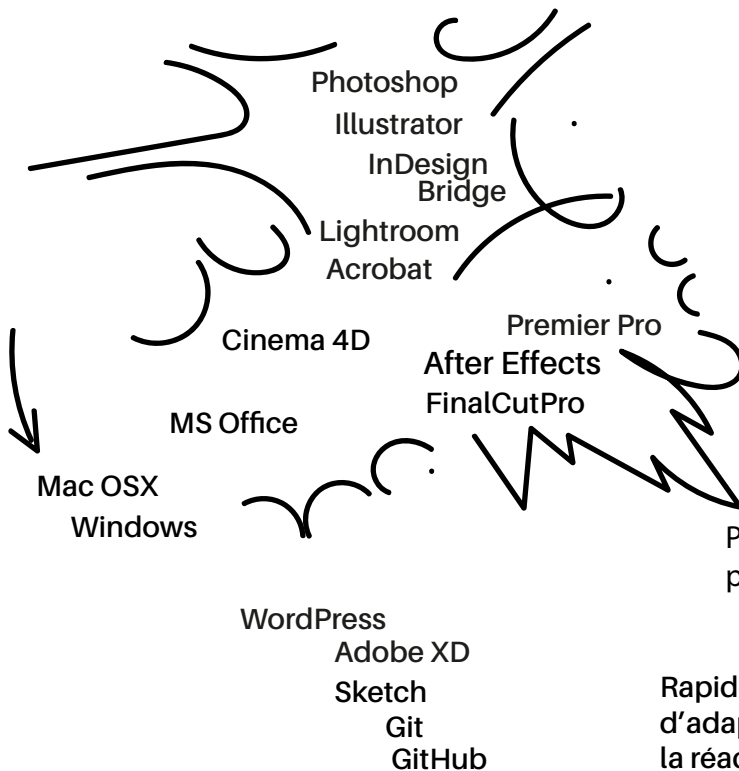 Photoshop
Illustrator
InDesign
Bridge
Lightroom
Acrobat
Premier Pro
Cinema 4D
After Effects
FinalCutPro
MS Office
Mac OSX
Windows
WordPress
Adobe XD
Sketch
Git
GitHub
Rapid
d’adap
la réac